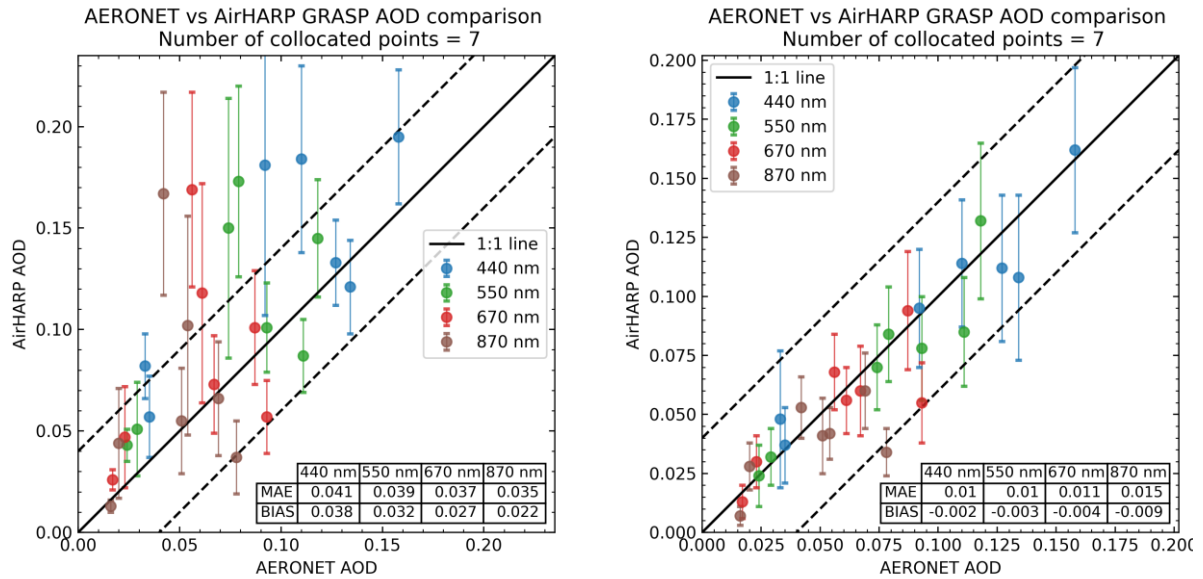 AERONET vs AirHARP GRASP AOD comparison
Number of collocated points = 7
AirHARP AOD
0.20
0.15
0.10
0.05
0.00
1:1 line
440 nm
550 nm
670 nm
870 nm
440 nm 550 nm 670 nm 870 nm
MAE 0.041 0.039 0.037 0.035
BIAS 0.038 0.032 0.027 0.022
0.00 0.05 0.10 0.15 0.20
AERONET AOD
AERONET vs AirHARP GRASP AOD comparison
Number of collocated points = 7
AirHARP AOD
0.200
0.175
0.150
0.125
0.100
0.075
0.050
0.025
0.000
1:1 line
440 nm
550 nm
670 nm
870 nm
440 nm 550 nm 670 nm 870 nm
MAE 0.01 0.01 0.011 0.015
BIAS -0.002 -0.003 -0.004 -0.009
0.000 0.025 0.050 0.075 0.100 0.125 0.150 0.175 0.200
AERONET AOD